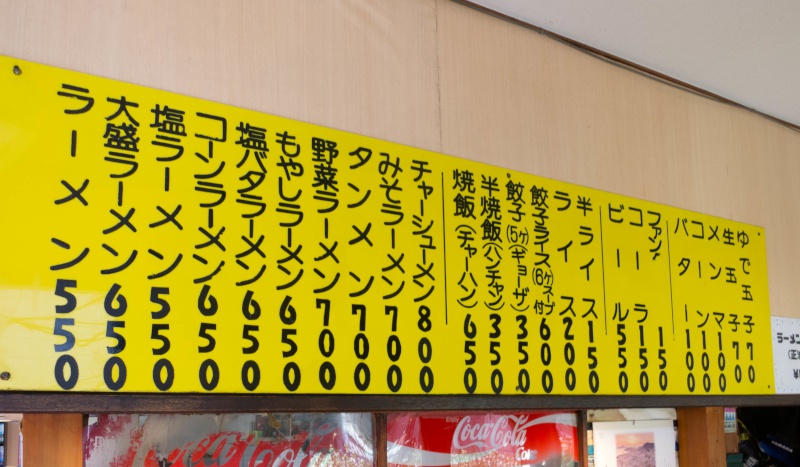 ラーメン 550
大盛ラーメン 650
塩ラーメン 550
コーンラーメン 650
塩バタラーメン 650
もやしラーメン 650
野菜ラーメン 700
タンメン 700
みそラーメン 700
チャーシューメン 800
焼飯(チャーハン) 650
半焼飯(ハンチャン) 350
餃子(5ヶ)(ギョーザ) 350
餃子ライス(6ヶスープ付) 600
ライス 200
半ライス 150
ビール 550
コーラ 150
ファンタ 150
バター 100
コーン 100
メンマ 100
生玉子 70
ゆで玉子 70
ラーメン
Enjoy
Coca-Cola